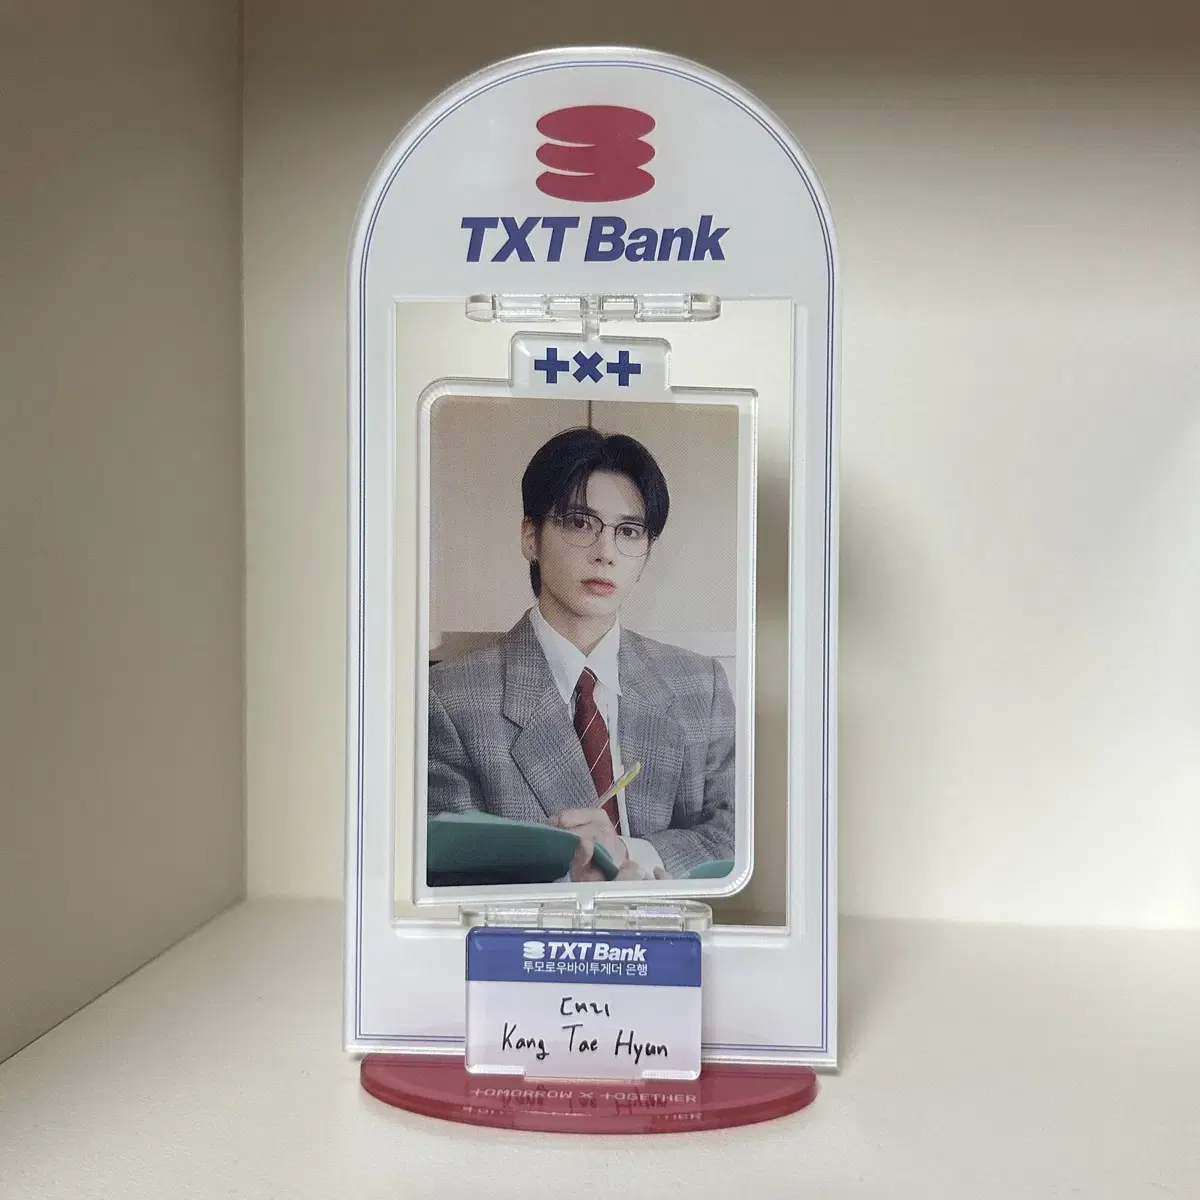 TXT Bank
+×+
TXT Bank
투모로우바이투게더 은행
대리
Kang Tae Hyun
TOMORROW × TOGETHER